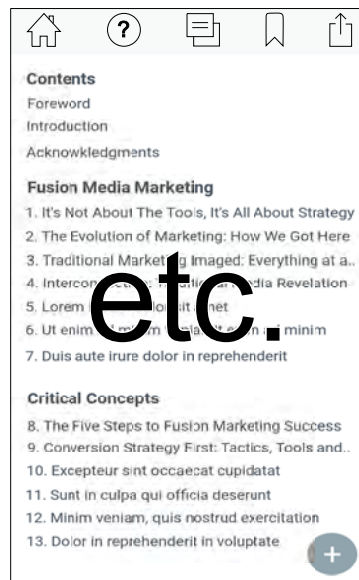 ?
Contents
Foreword
Introduction
Acknowkledgments
Fusion Media Marketing
1. It's Not About The Tools, It's All About Strategy
2. The Evolution of Marketing: How We Got Here
3. Traditional Marketing Imaged: Everything at a..
4. Media Revelation
5. Lorem sit amet
6. Ut enim minim
7. Duis aute irure dolor in reprehenderit
etc.
Critical Concepts
8. The Five Steps to Fusion Marketing Success
9. Conversion Strategy First: Tactics, Tools and..
10. Excepteur sint occaecat cupidatat
11. Sunt in culpa qui officia deserunt
12. Minim veniam, quis nostrud exercitation
13. Dolor in reprehenderit in voluptate
+